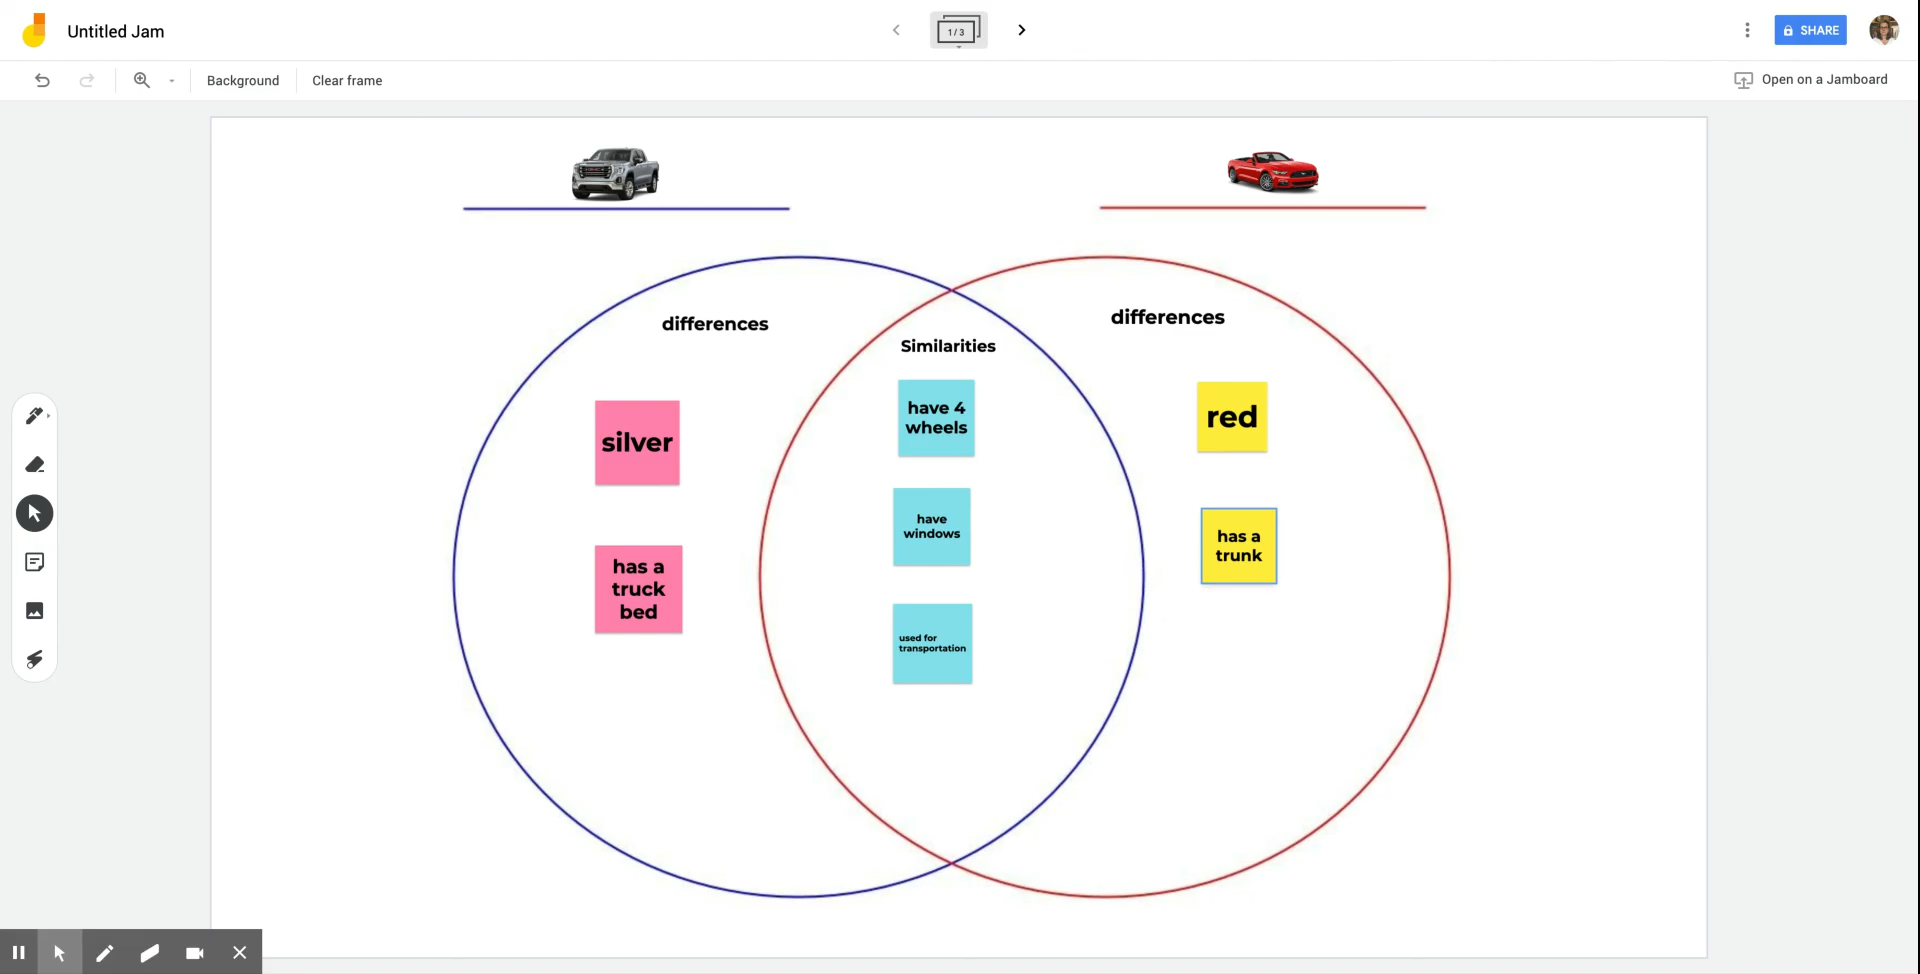 Untitled Jam
1 / 3
SHARE
Background
Clear frame
Open on a Jamboard
differences
differences
Similarities
silver
has a
truck
bed
have 4
wheels
have
windows
used for
transportation
red
has a
trunk